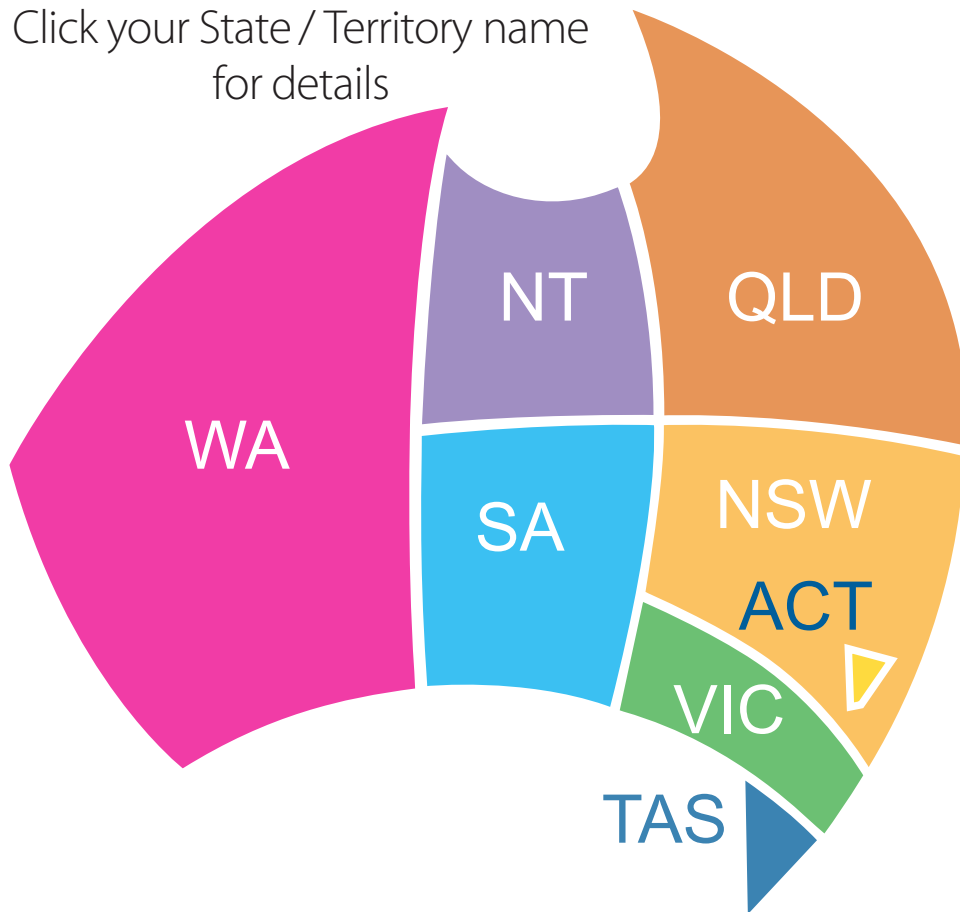 Click your State / Territory name
for details
NT
QLD
WA
NSW
SA
ACT
VIC
TAS